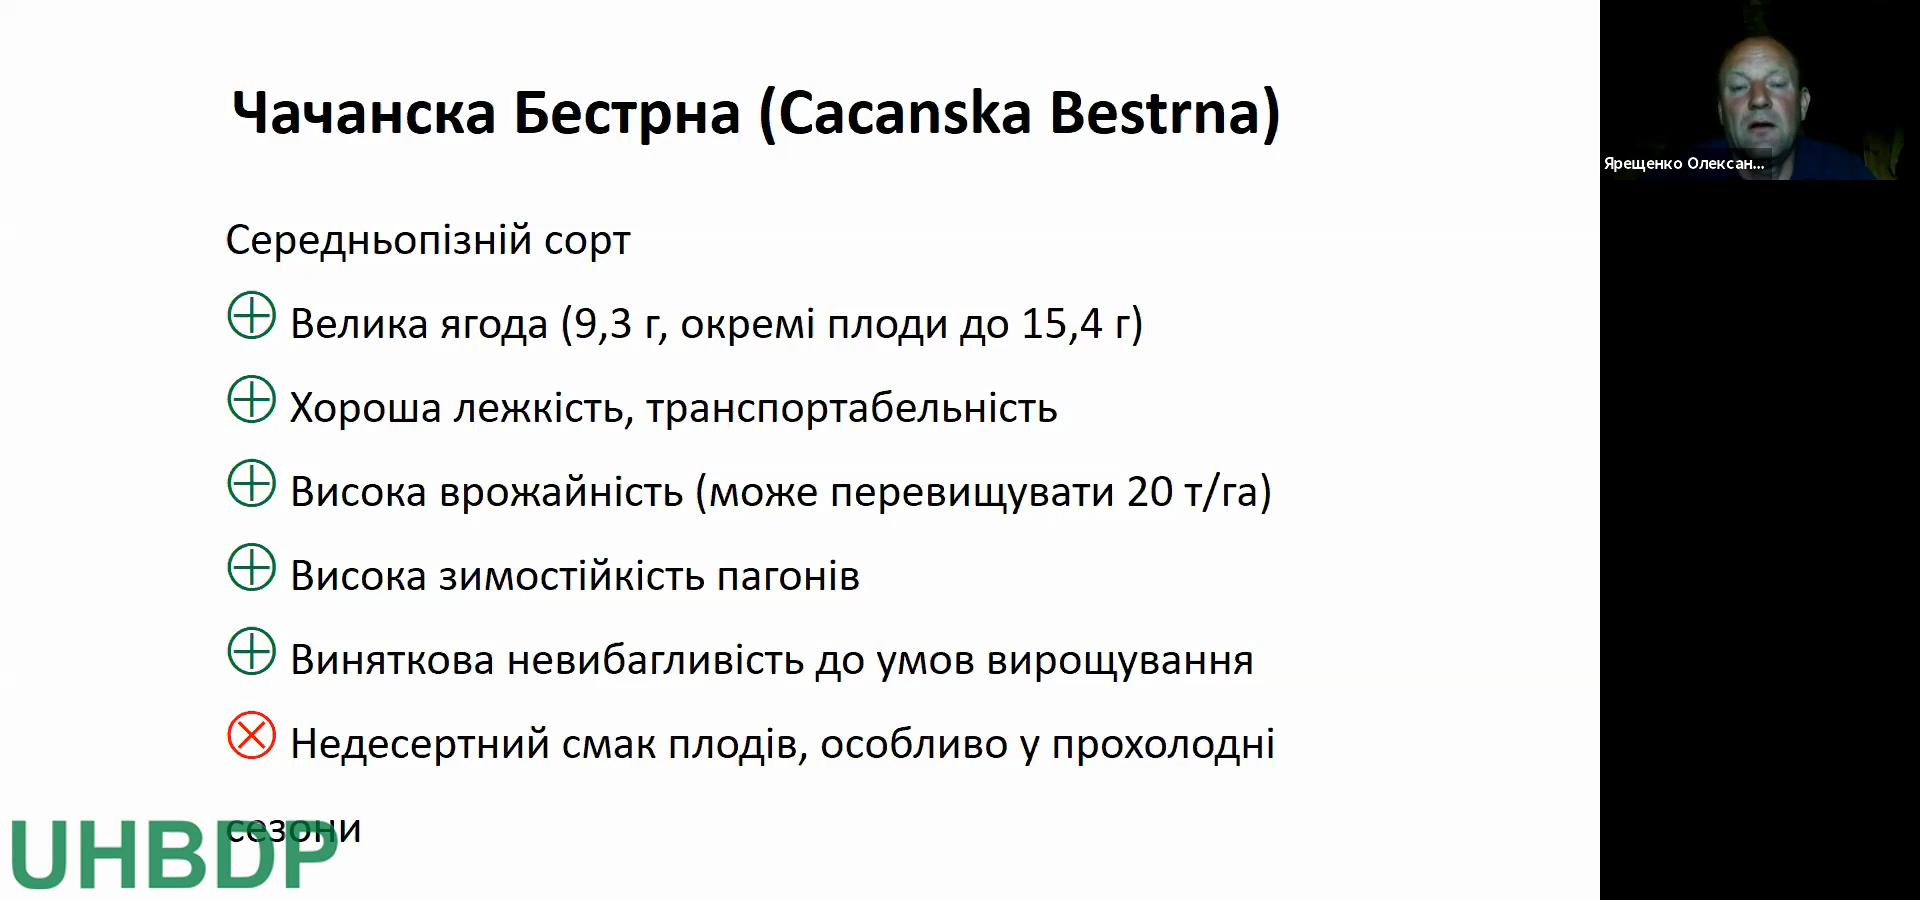 Чачанска Бестрна (Cacanska Bestrna)
Ярещенко Олексан...
Середньопізній сорт
Велика ягода (9,3 г, окремі плоди до 15,4 г)
Хороша лежкість, транспортабельність
Висока врожайність (може перевищувати 20 т/га)
Висока зимостійкість пагонів
Виняткова невибагливість до умов вирощування
Недесертний смак плодів, особливо у прохолодні
сезони
UHBDP